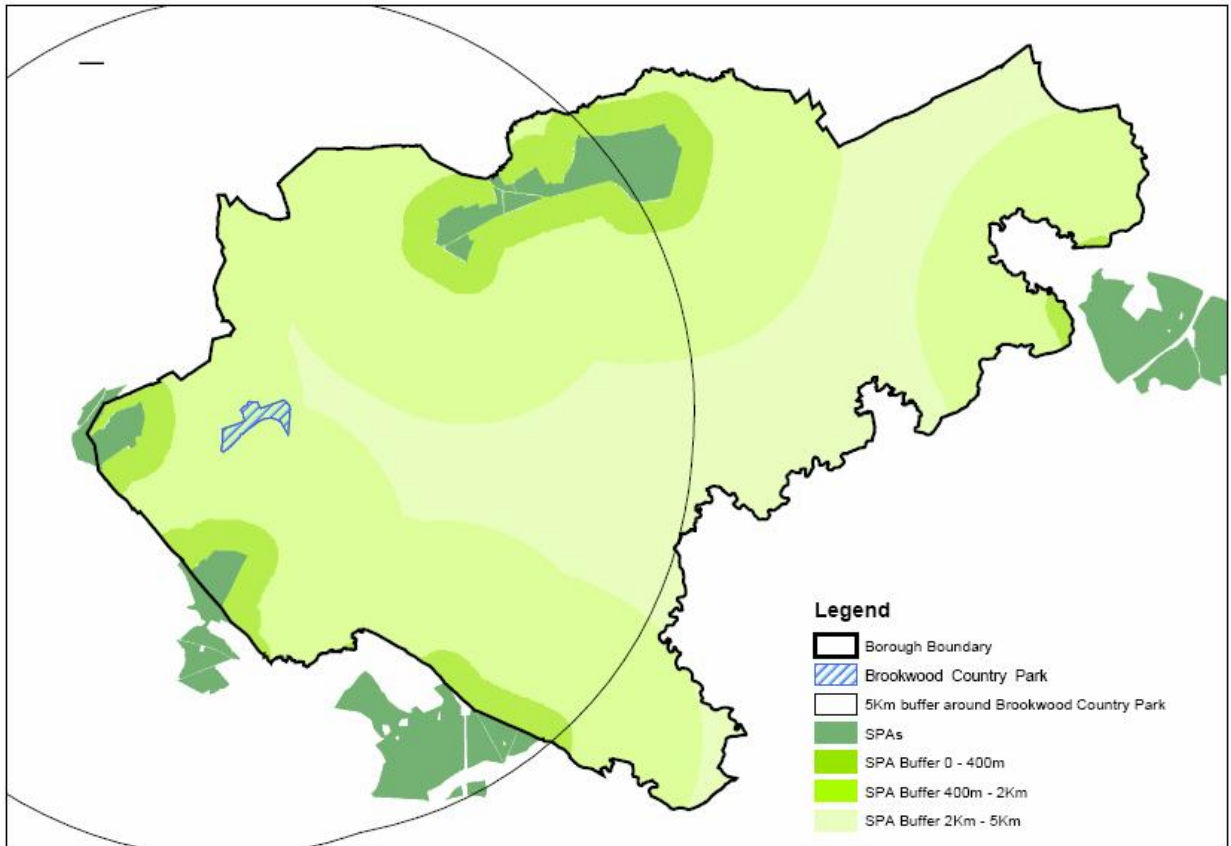 Legend
Borough Boundary
Brookwood Country Park
5Km buffer around Brookwood Country Park
SPAs
SPA Buffer 0 - 400m
SPA Buffer 400m - 2Km
SPA Buffer 2Km - 5Km